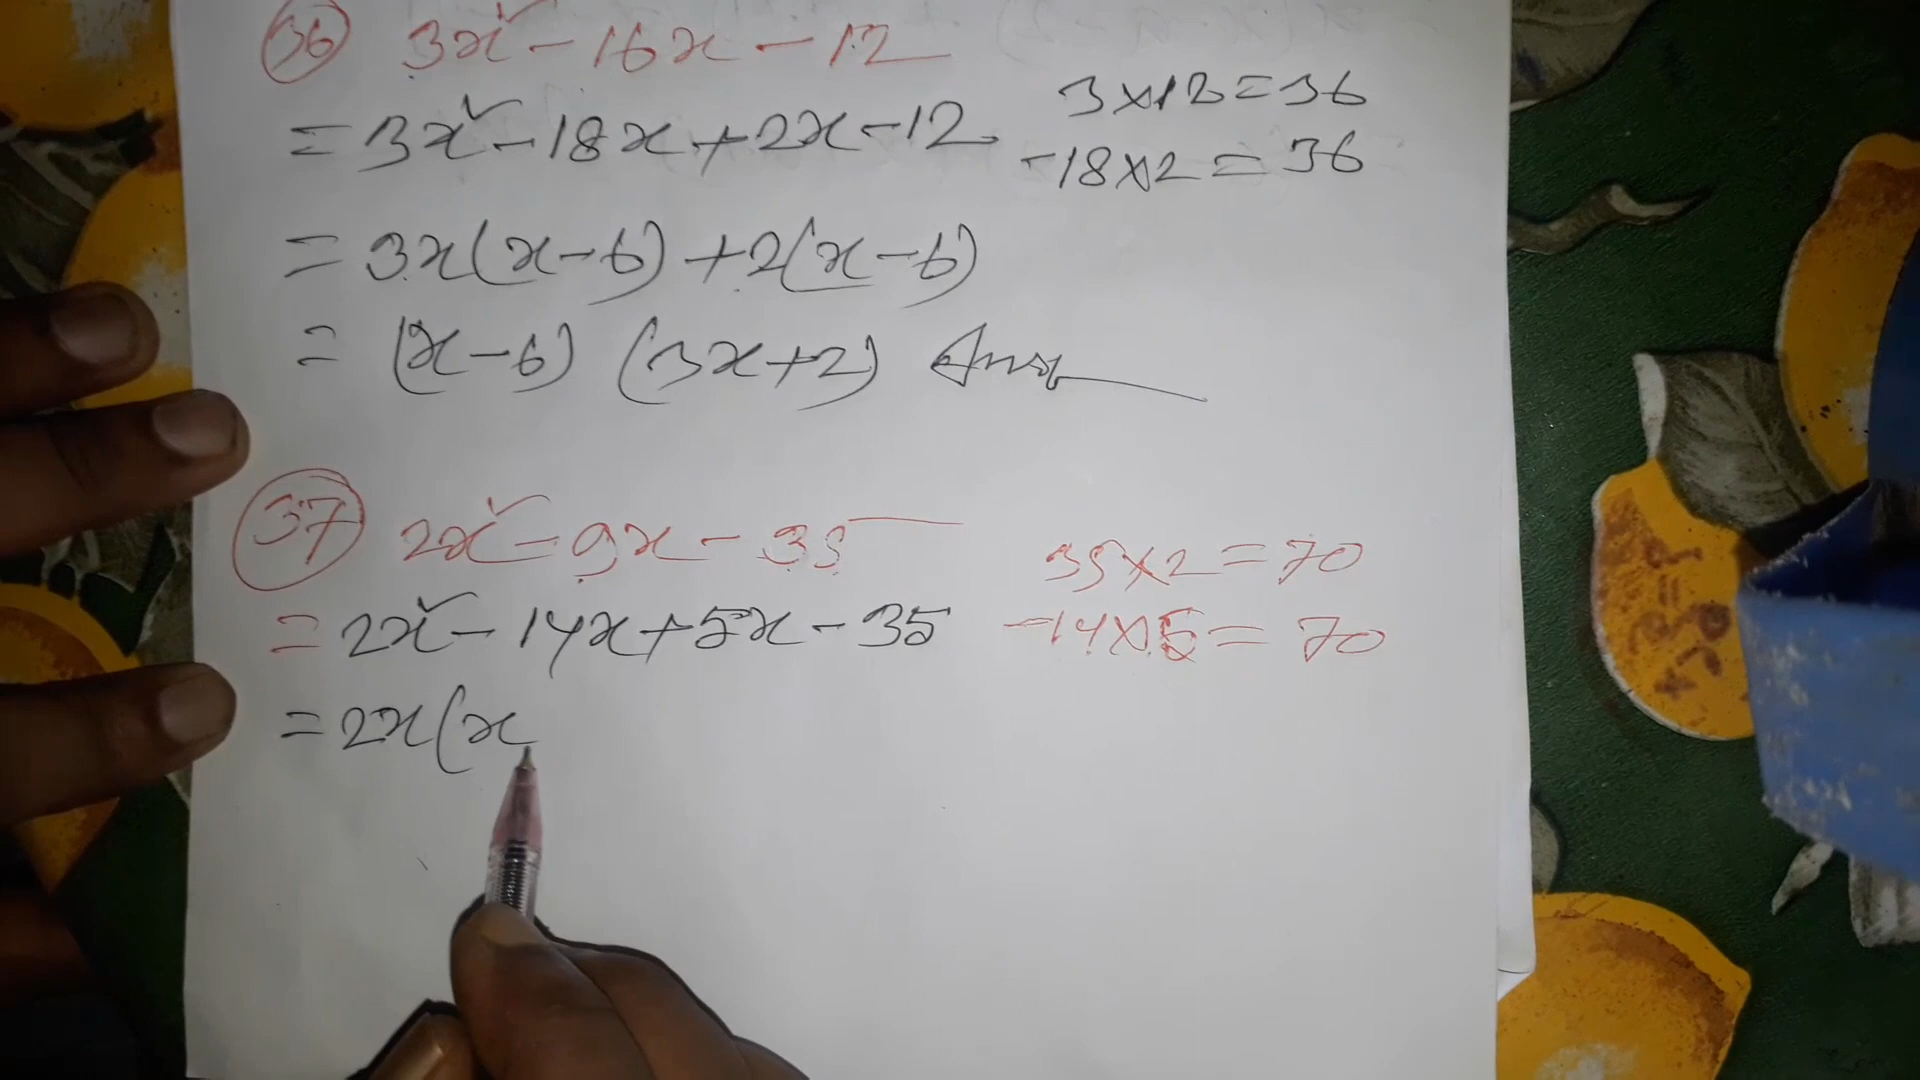 36 3x² - 16x - 12
= 3x² - 18x + 2x - 12
3 × 12 = 36
-18 × 2 = 36
= 3x(x - 6) + 2(x - 6)
= (x - 6) (3x + 2) Ans
37 2x² - 9x - 35
35 × 2 = 70
= 2x² - 14x + 5x - 35
-14 × 5 = 70
= 2x(x